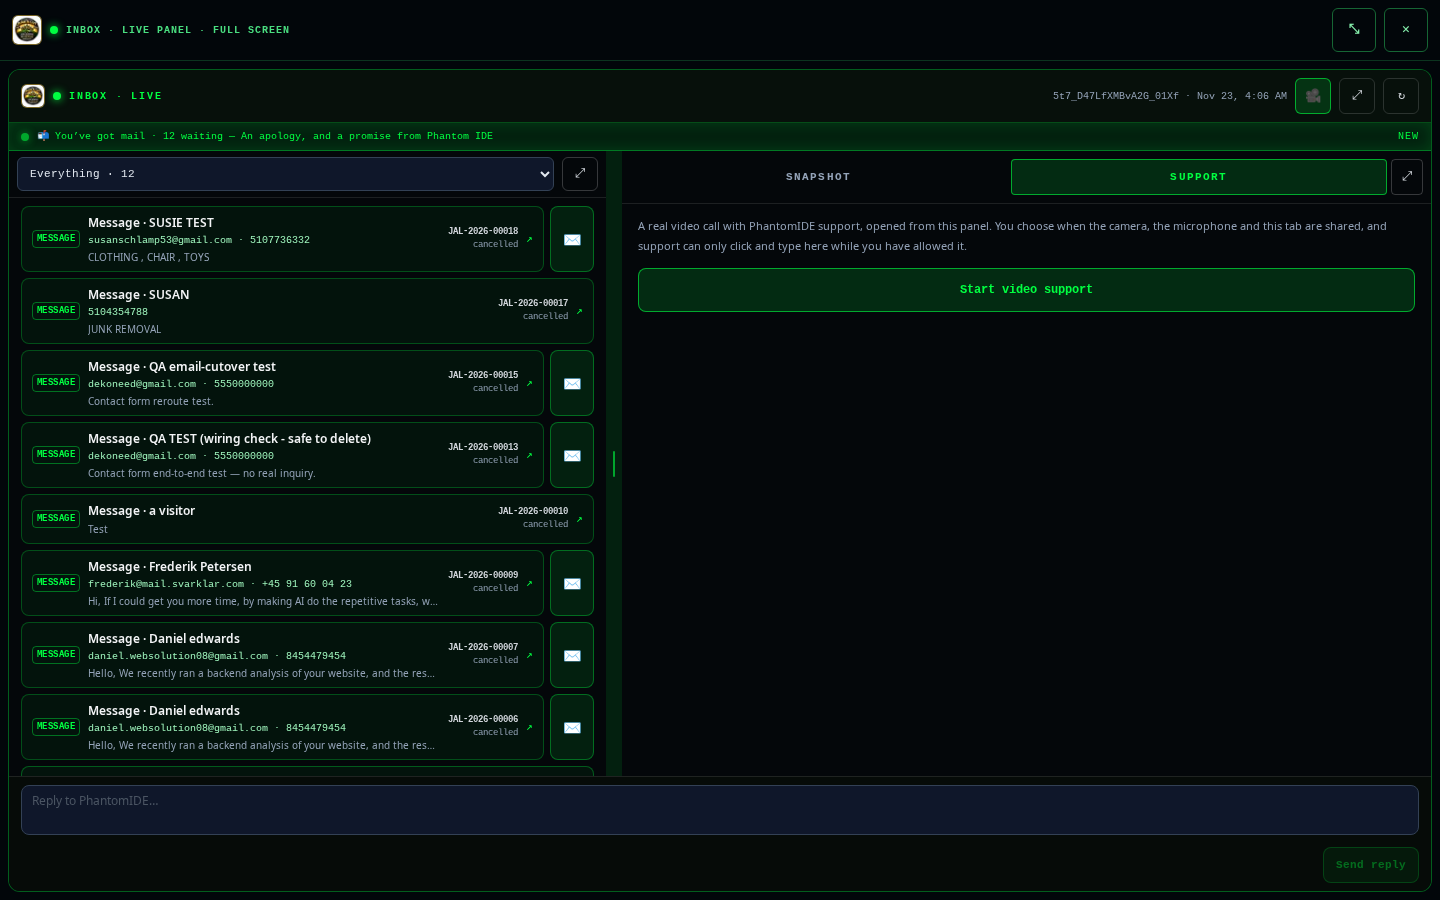 INBOX · LIVE PANEL · FULL SCREEN
INBOX · LIVE
5t7_D47LfXMBvA2G_01Xf · Nov 23, 4:06 AM
You've got mail · 12 waiting — An apology, and a promise from Phantom IDE
NEW
Everything · 12
MESSAGE
Message · SUSIE TEST
susanschlamp53@gmail.com · 5107736332
CLOTHING , CHAIR , TOYS
JAL-2026-00018
cancelled
MESSAGE
Message · SUSAN
5104354788
JUNK REMOVAL
JAL-2026-00017
cancelled
MESSAGE
Message · QA email-cutover test
dekoneed@gmail.com · 5550000000
Contact form reroute test.
JAL-2026-00015
cancelled
MESSAGE
Message · QA TEST (wiring check - safe to delete)
dekoneed@gmail.com · 5550000000
Contact form end-to-end test — no real inquiry.
JAL-2026-00013
cancelled
MESSAGE
Message · a visitor
Test
JAL-2026-00010
cancelled
MESSAGE
Message · Frederik Petersen
frederik@mail.svarklar.com · +45 91 60 04 23
Hi, If I could get you more time, by making AI do the repetitive tasks, w…
JAL-2026-00009
cancelled
MESSAGE
Message · Daniel edwards
daniel.websolution08@gmail.com · 8454479454
Hello, We recently ran a backend analysis of your website, and the res…
JAL-2026-00007
cancelled
MESSAGE
Message · Daniel edwards
daniel.websolution08@gmail.com · 8454479454
Hello, We recently ran a backend analysis of your website, and the res…
JAL-2026-00006
cancelled
SNAPSHOT
SUPPORT
A real video call with PhantomIDE support, opened from this panel. You choose when the camera, the microphone and this tab are shared, and
support can only click and type here while you have allowed it.
Start video support
Reply to PhantomIDE…
Send reply